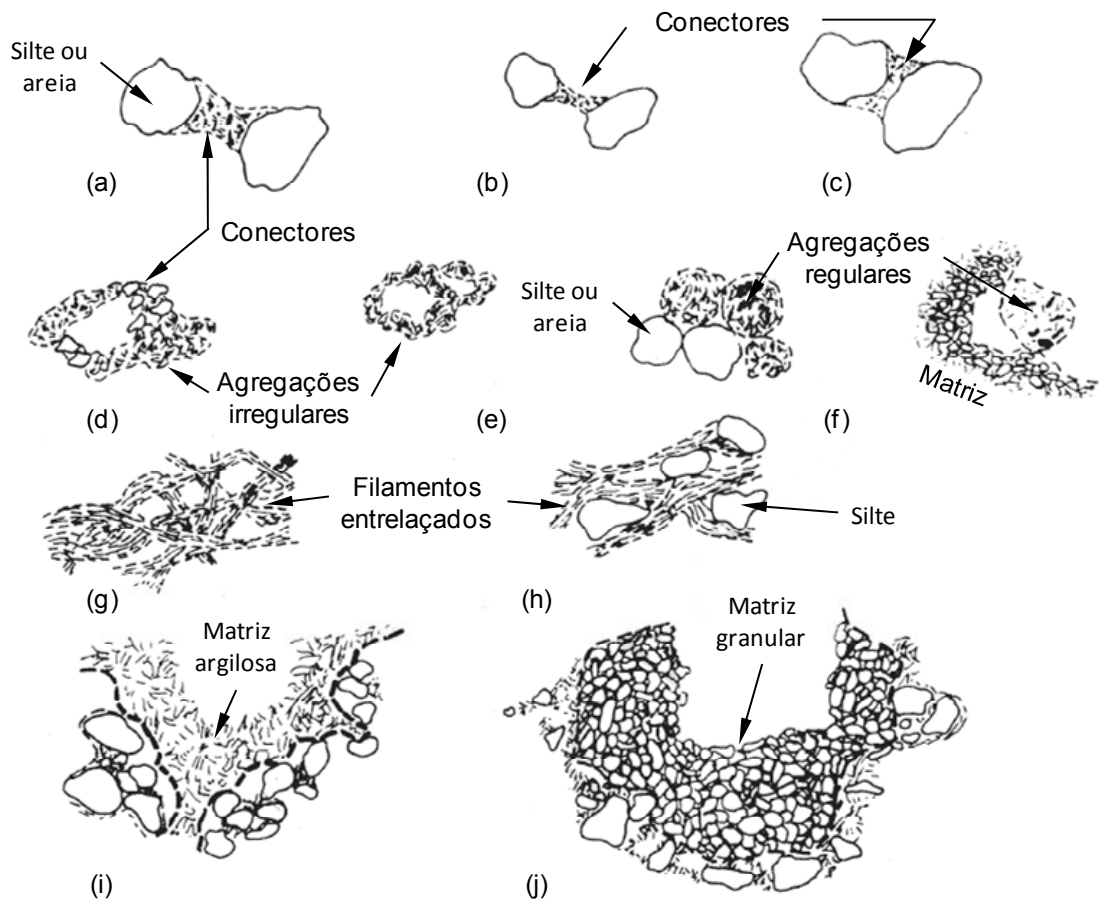 Silte ou
areia
Conectores
(a)
(b)
(c)
Conectores
Agregações
regulares
Silte ou
areia
Agregações
irregulares
Matriz
(d)
(e)
(f)
Filamentos
entrelaçados
Silte
(g)
(h)
Matriz
argilosa
Matriz
granular
(i)
(j)